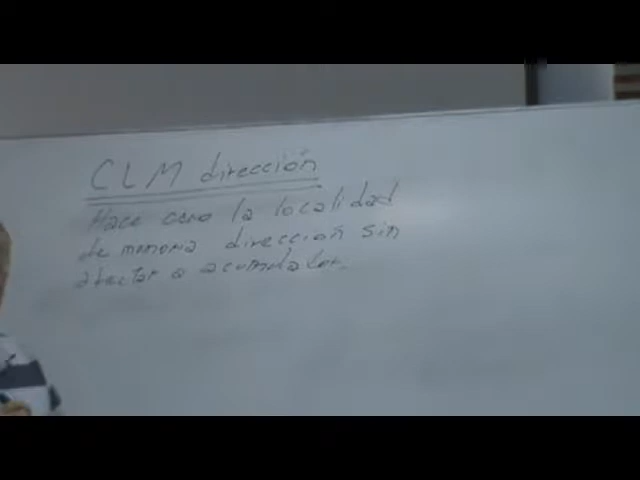 CLM dirección
Hace cero la localidad
de memoria dirección sin
afectar a acumulador.